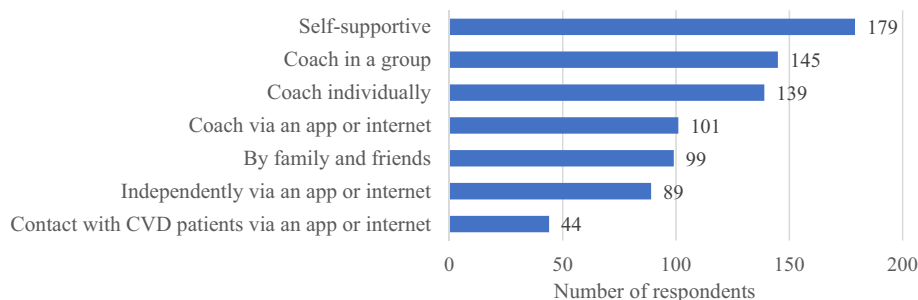 Self-supportive 179
Coach in a group 145
Coach individually 139
Coach via an app or internet 101
By family and friends 99
Independently via an app or internet 89
Contact with CVD patients via an app or internet 44
0 50 100 150 200
Number of respondents